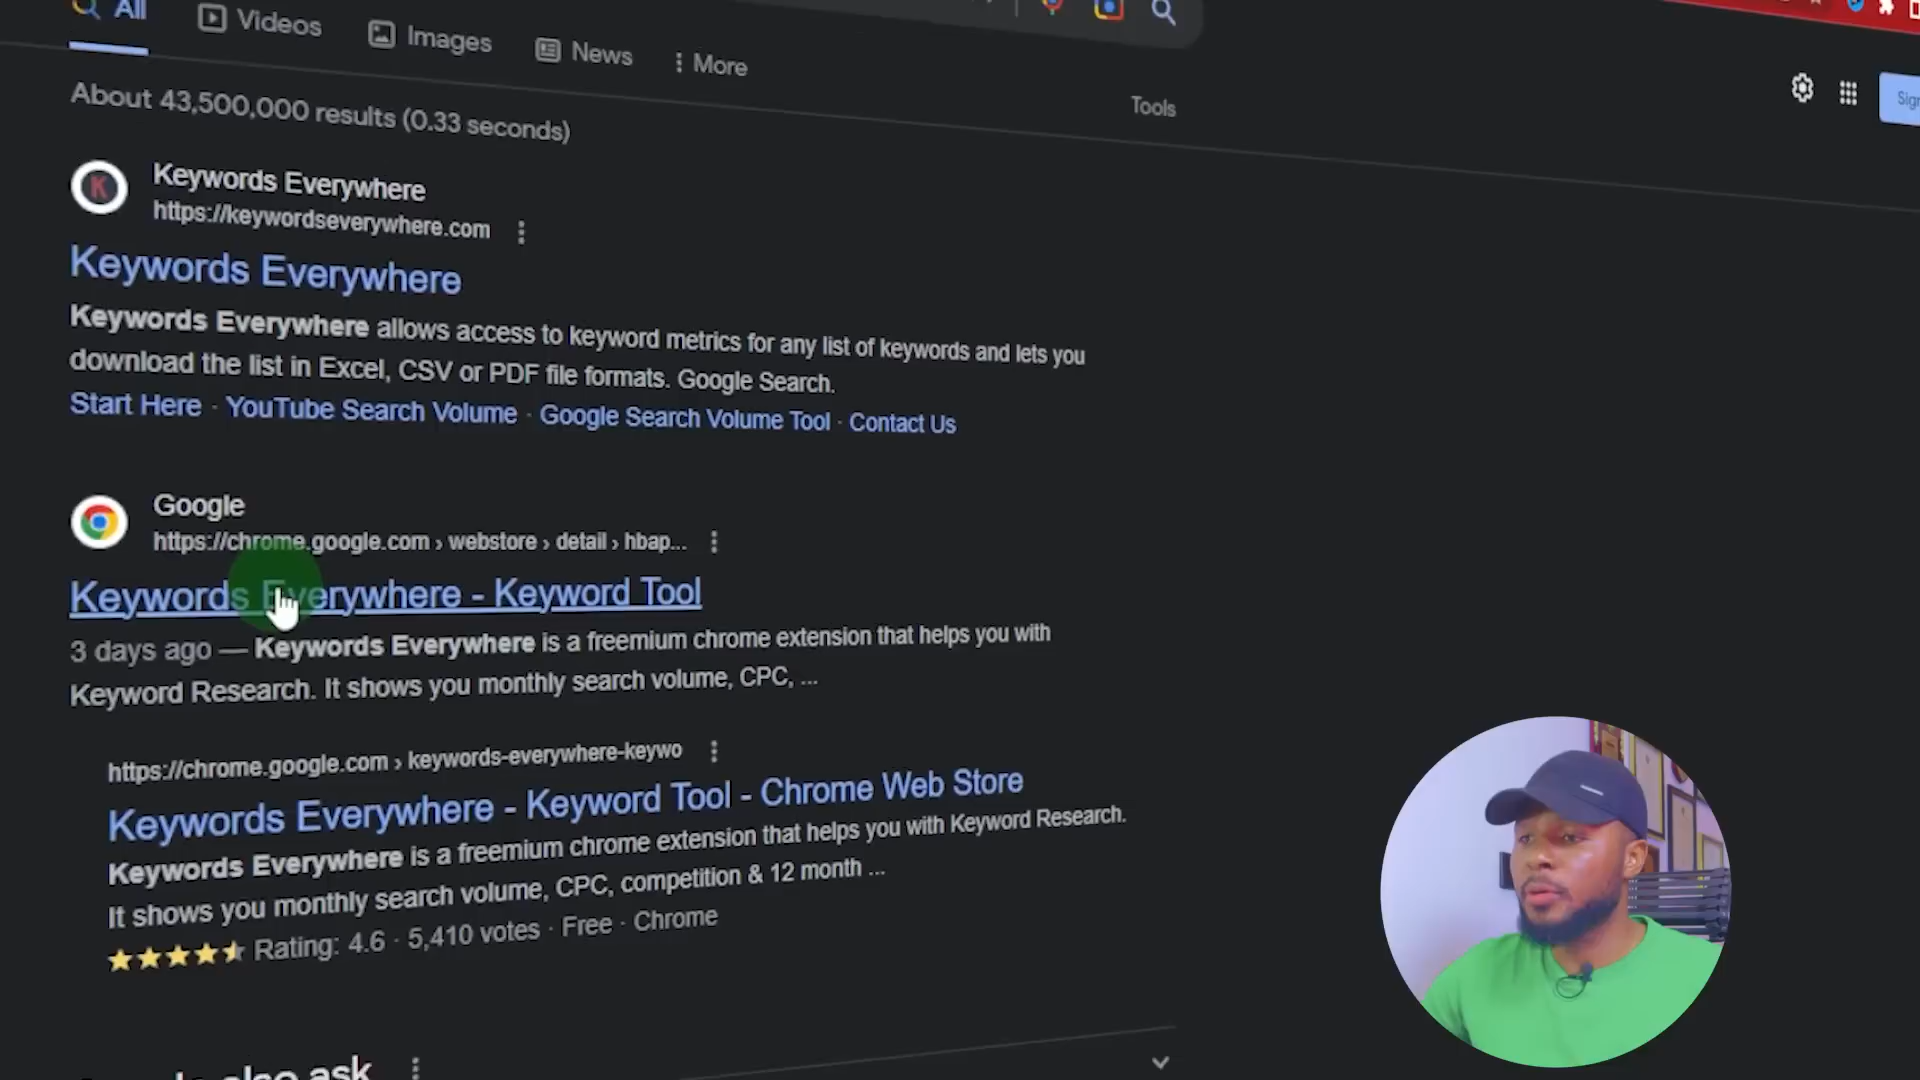 All
Videos
Images
News
More
Tools
About 43,500,000 results (0.33 seconds)
K
Keywords Everywhere
https://keywordseverywhere.com
Keywords Everywhere
Keywords Everywhere allows access to keyword metrics for any list of keywords and lets you
download the list in Excel, CSV or PDF file formats. Google Search.
Start Here · YouTube Search Volume · Google Search Volume Tool · Contact Us
Google
https://chrome.google.com › webstore › detail › hbap...
Keywords Everywhere - Keyword Tool
3 days ago — Keywords Everywhere is a freemium chrome extension that helps you with
Keyword Research. It shows you monthly search volume, CPC, ...
https://chrome.google.com › keywords-everywhere-keywo
Keywords Everywhere - Keyword Tool - Chrome Web Store
Keywords Everywhere is a freemium chrome extension that helps you with Keyword Research.
It shows you monthly search volume, CPC, competition & 12 month ...
Rating: 4.6 · 5,410 votes · Free · Chrome
also ask